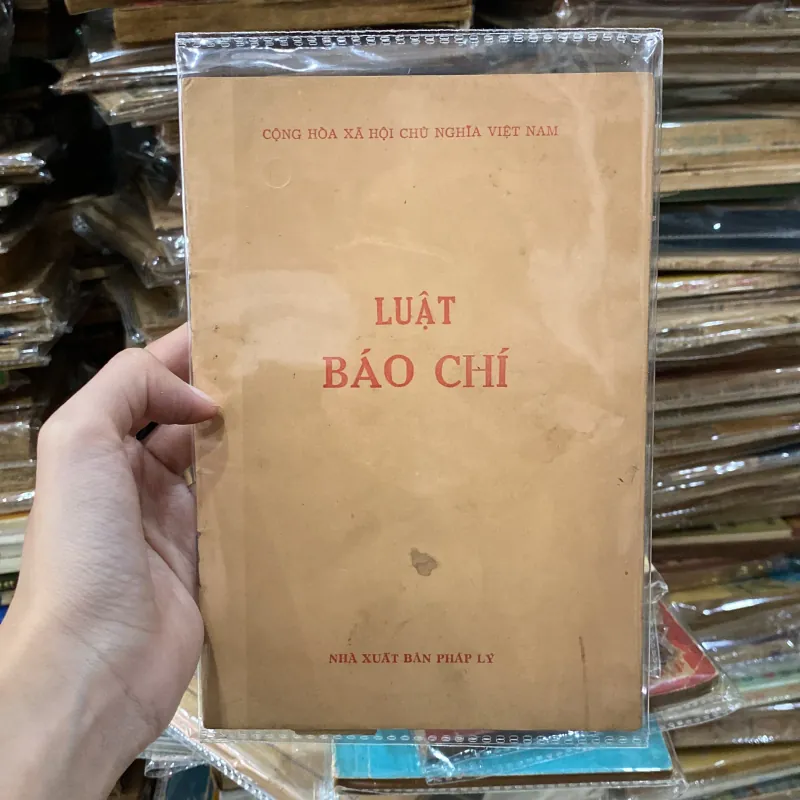 CỘNG HÒA XÃ HỘI CHỦ NGHĨA VIỆT NAM
LUẬT
BÁO CHÍ
NHÀ XUẤT BẢN PHÁP LÝ